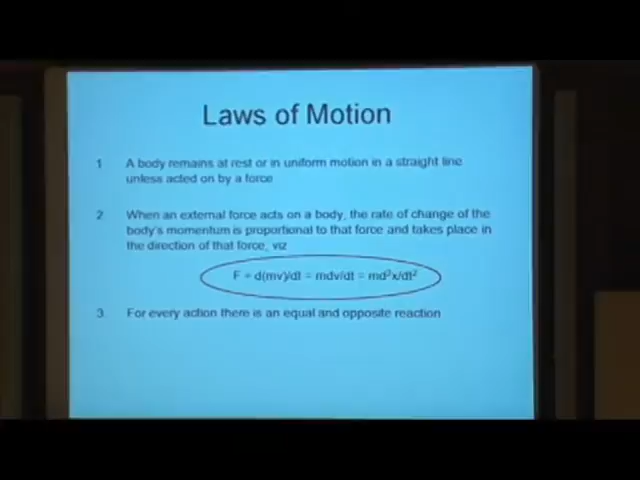 Laws of Motion
1 A body remains at rest or in uniform motion in a straight line
unless acted on by a force
2. When an external force acts on a body, the rate of change of the
body's momentum is proportional to that force and takes place in
the direction of that force, viz
F = d(mv)/dt = mdv/dt = md²x/dt²
3. For every action there is an equal and opposite reaction